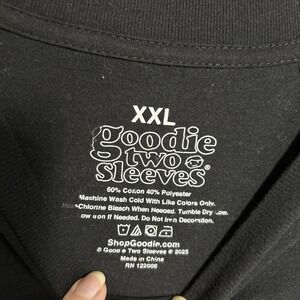 XXL
goodie
two
sleeves
60% Cotton 40% Polyester
Machine Wash Cold With Like Colors Only.
Chlorine Bleach When Needed. Tumble Dry Low.
Iron If Needed. Do Not Iron Decoration.
ShopGoodie.com
© Goodie Two Sleeves ® 2025
Made in China
RN 122008